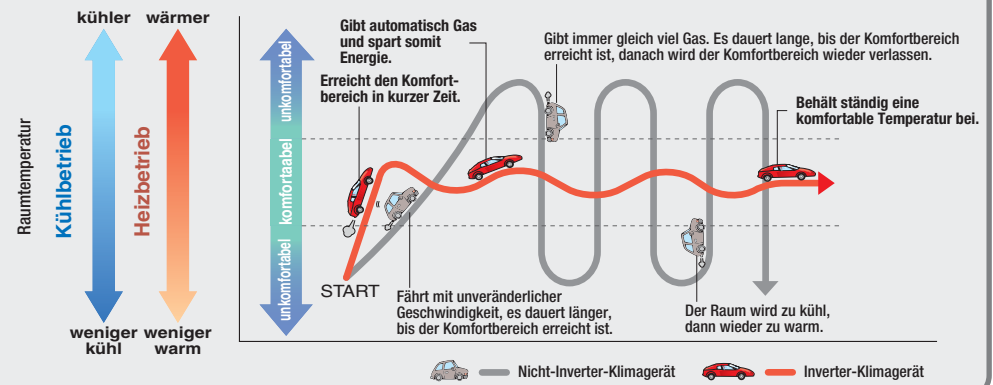 kühler wärmer
Raumtemperatur
Kühlbetrieb
Heizbetrieb
weniger
kühl
weniger
warm
unkomfortabel
komfortaabel
unkomfortabel
START
Erreicht den Komfort-
bereich in kurzer Zeit.
Gibt automatisch Gas
und spart somit
Energie.
Gibt immer gleich viel Gas. Es dauert lange, bis der Komfortbereich
erreicht ist, danach wird der Komfortbereich wieder verlassen.
Behält ständig eine
komfortable Temperatur bei.
Fährt mit unveränderlicher
Geschwindigkeit, es dauert länger,
bis der Komfortbereich erreicht ist.
Der Raum wird zu kühl,
dann wieder zu warm.
Nicht-Inverter-Klimagerät
Inverter-Klimagerät